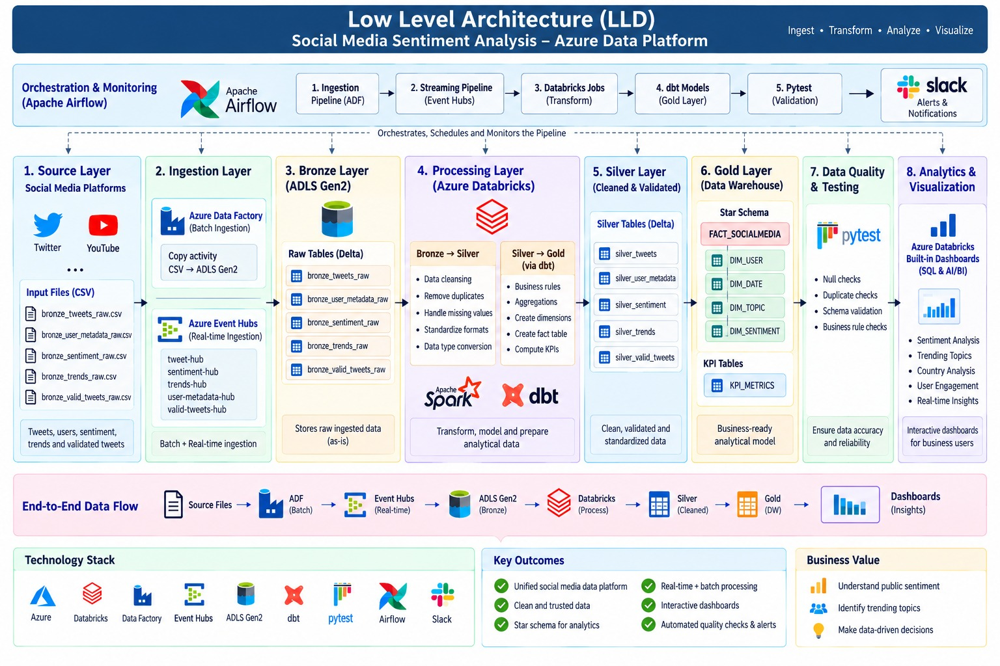 Low Level Architecture (LLD)
Social Media Sentiment Analysis – Azure Data Platform
Ingest • Transform • Analyze • Visualize
Orchestration & Monitoring
(Apache Airflow)
Apache
Airflow
1. Ingestion
Pipeline (ADF)
2. Streaming Pipeline
(Event Hubs)
3. Databricks Jobs
(Transform)
4. dbt Models
(Gold Layer)
5. Pytest
(Validation)
slack
Alerts &
Notifications
Orchestrates, Schedules and Monitors the Pipeline
1. Source Layer
Social Media Platforms
Twitter
YouTube
•••
Input Files (CSV)
bronze_tweets_raw.csv
bronze_user_metadata_raw.csv
bronze_sentiment_raw.csv
bronze_trends_raw.csv
bronze_valid_tweets_raw.csv
Tweets, users, sentiment,
trends and validated tweets
2. Ingestion Layer
Azure Data Factory
(Batch Ingestion)
Copy activity
CSV → ADLS Gen2
Azure Event Hubs
(Real-time Ingestion)
tweet-hub
sentiment-hub
trends-hub
user-metadata-hub
valid-tweets-hub
Batch + Real-time ingestion
3. Bronze Layer
(ADLS Gen2)
Raw Tables (Delta)
bronze_tweets_raw
bronze_user_metadata_raw
bronze_sentiment_raw
bronze_trends_raw
bronze_valid_tweets_raw
Stores raw ingested data
(as-is)
4. Processing Layer
(Azure Databricks)
Bronze → Silver
• Data cleansing
• Remove duplicates
• Handle missing values
• Standardize formats
• Data type conversion
Silver → Gold
(via dbt)
• Business rules
• Aggregations
• Create dimensions
• Create fact table
• Compute KPIs
Apache
Spark
dbt
Transform, model and prepare
analytical data
5. Silver Layer
(Cleaned & Validated)
Silver Tables (Delta)
silver_tweets
silver_user_metadata
silver_sentiment
silver_trends
silver_valid_tweets
Clean, validated and
standardized data
6. Gold Layer
(Data Warehouse)
Star Schema
FACT_SOCIALMEDIA
DIM_USER
DIM_DATE
DIM_TOPIC
DIM_SENTIMENT
KPI Tables
KPI_METRICS
Business-ready
analytical model
7. Data Quality
& Testing
pytest
• Null checks
• Duplicate checks
• Schema validation
• Business rule checks
Ensure data accuracy
and reliability
8. Analytics &
Visualization
Azure Databricks
Built-in Dashboards
(SQL & AI/BI)
• Sentiment Analysis
• Trending Topics
• Country Analysis
• User Engagement
• Real-time Insights
Interactive dashboards
for business users
End-to-End Data Flow
Source Files
ADF
(Batch)
Event Hubs
(Real-time)
ADLS Gen2
(Bronze)
Databricks
(Process)
Silver
(Cleaned)
Gold
(DW)
Dashboards
(Insights)
Technology Stack
Azure
Databricks
Data Factory
Event Hubs
ADLS Gen2
dbt
pytest
Airflow
Slack
Key Outcomes
Unified social media data platform
Clean and trusted data
Star schema for analytics
Real-time + batch processing
Interactive dashboards
Automated quality checks & alerts
Business Value
Understand public sentiment
Identify trending topics
Make data-driven decisions